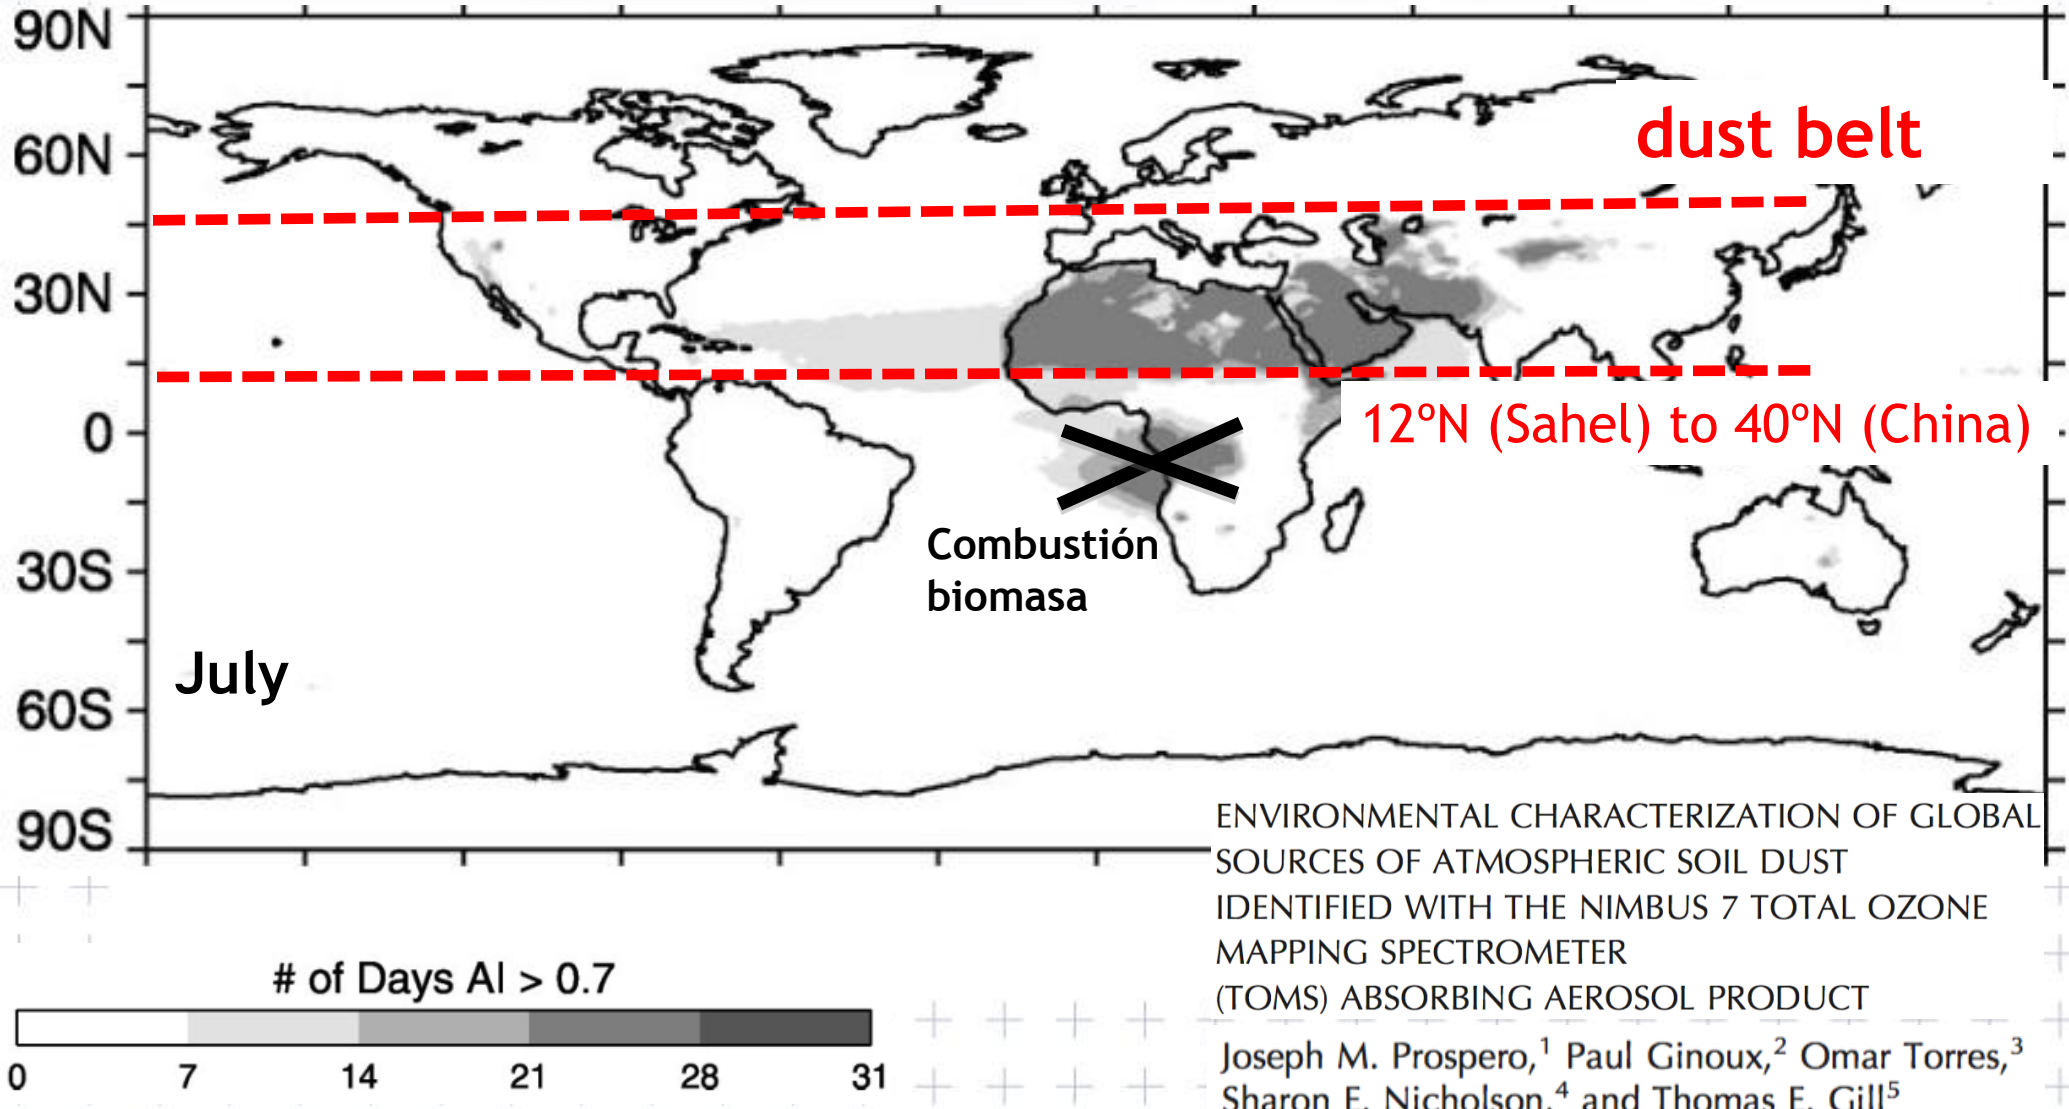 90N
60N
30N
0
30S
60S
90S
dust belt
12ºN (Sahel) to 40ºN (China)
Combustión
biomasa
July
# of Days AI > 0.7
0 7 14 21 28 31
ENVIRONMENTAL CHARACTERIZATION OF GLOBAL
SOURCES OF ATMOSPHERIC SOIL DUST
IDENTIFIED WITH THE NIMBUS 7 TOTAL OZONE
MAPPING SPECTROMETER
(TOMS) ABSORBING AEROSOL PRODUCT
Joseph M. Prospero,¹ Paul Ginoux,² Omar Torres,³
Sharon E. Nicholson,⁴ and Thomas E. Gill⁵